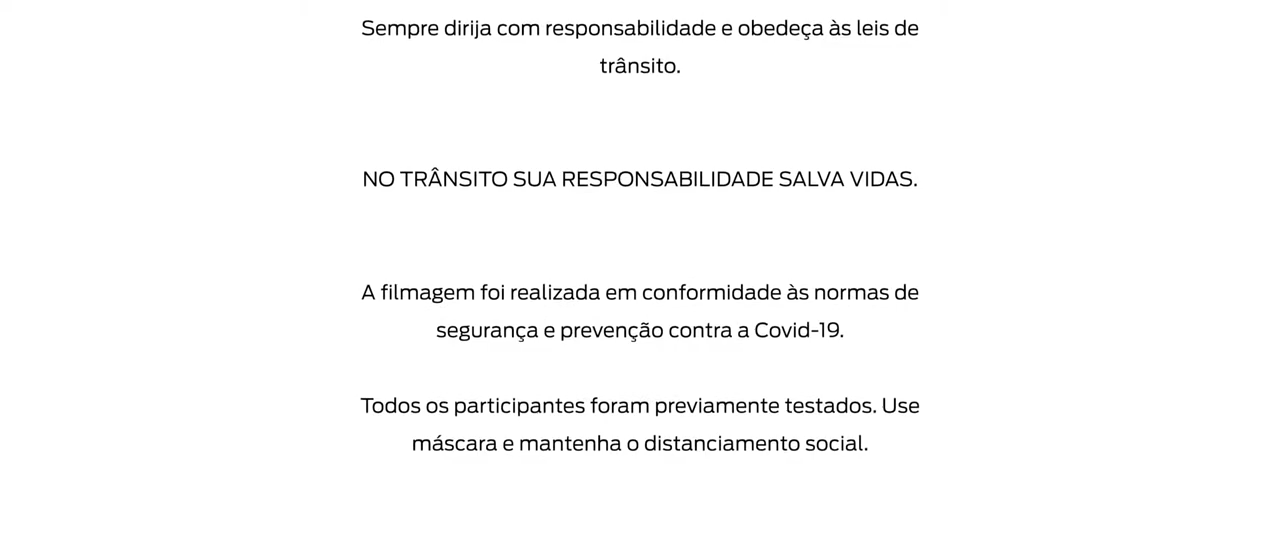 Sempre dirija com responsabilidade e obedeça às leis de
trânsito.
NO TRÂNSITO SUA RESPONSABILIDADE SALVA VIDAS.
A filmagem foi realizada em conformidade às normas de
segurança e prevenção contra a Covid-19.
Todos os participantes foram previamente testados. Use
máscara e mantenha o distanciamento social.